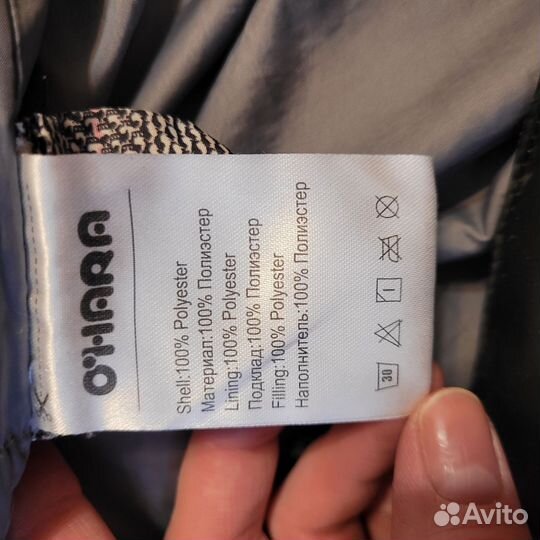 O'HARA
Shell:100% Polyester
Материал:100% Полиэстер
Lining:100% Polyester
Подклад:100% Полиэстер
Filling:100% Polyester
Наполнитель:100% Полиэстер
30
Avito